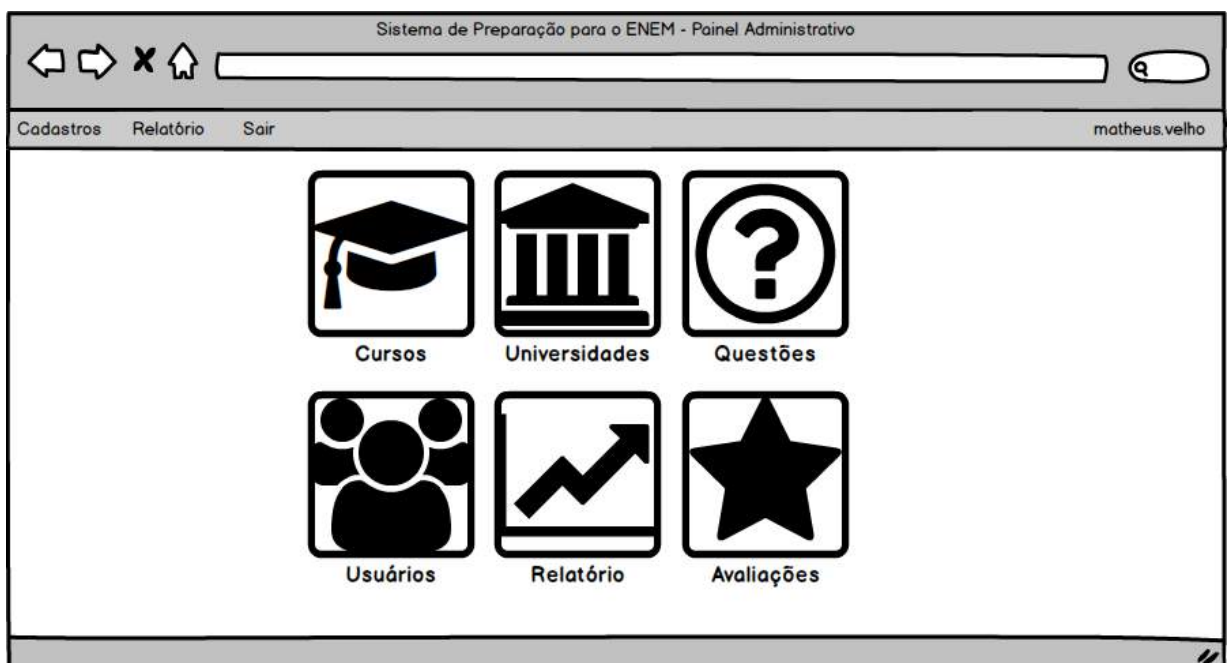 Sistema de Preparação para o ENEM - Painel Administrativo
Cadastros Relatório Sair matheus.velho
Cursos Universidades Questões
Usuários Relatório Avaliações